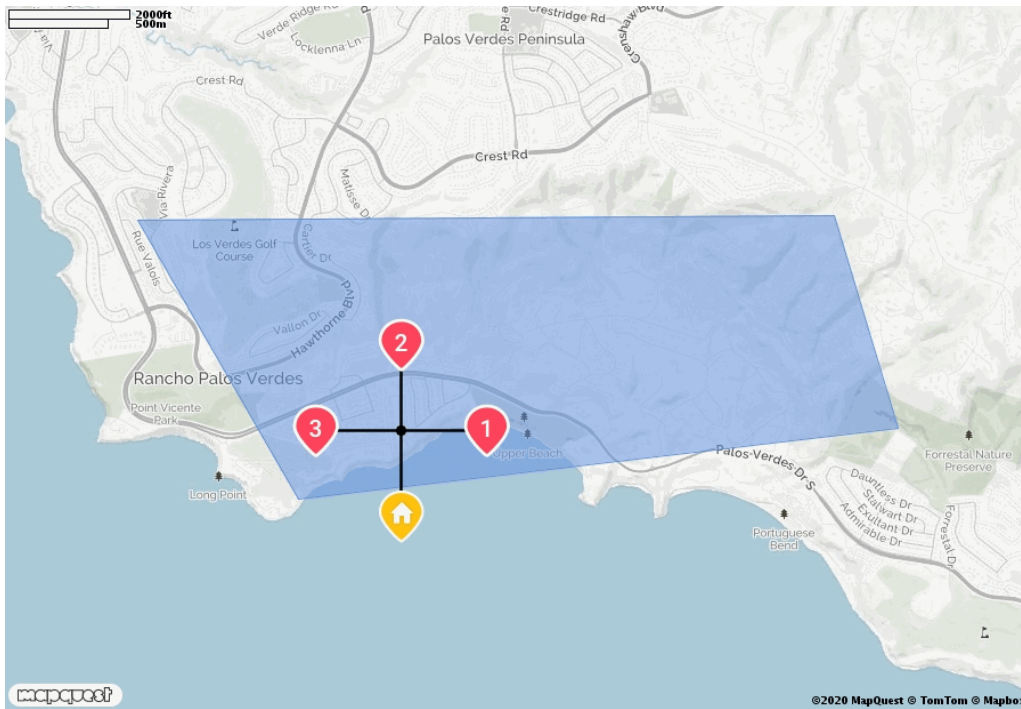 2000ft
500m
Verde Ridge Rd
Locklenna Ln
Crestridge Rd
Crenshaw Blvd
Palos Verdes Peninsula
Crest Rd
Crest Rd
Via Rivera
Matisse Dr
Rue Valois
Los Verdes Golf
Course
Cartier Dr
Hawthorne Blvd
Vallon Dr
2
Rancho Palos Verdes
Point Vicente
Park
3
1
Upper Beach
Long Point
Palos Verdes Dr S
Forrestal Nature
Preserve
Dauntless Dr
Stalwart Dr
Exultant Dr
Admirable Dr
Forrestal Dr
Portuguese
Bend
mapquest
©2020 MapQuest © TomTom © Mapbo